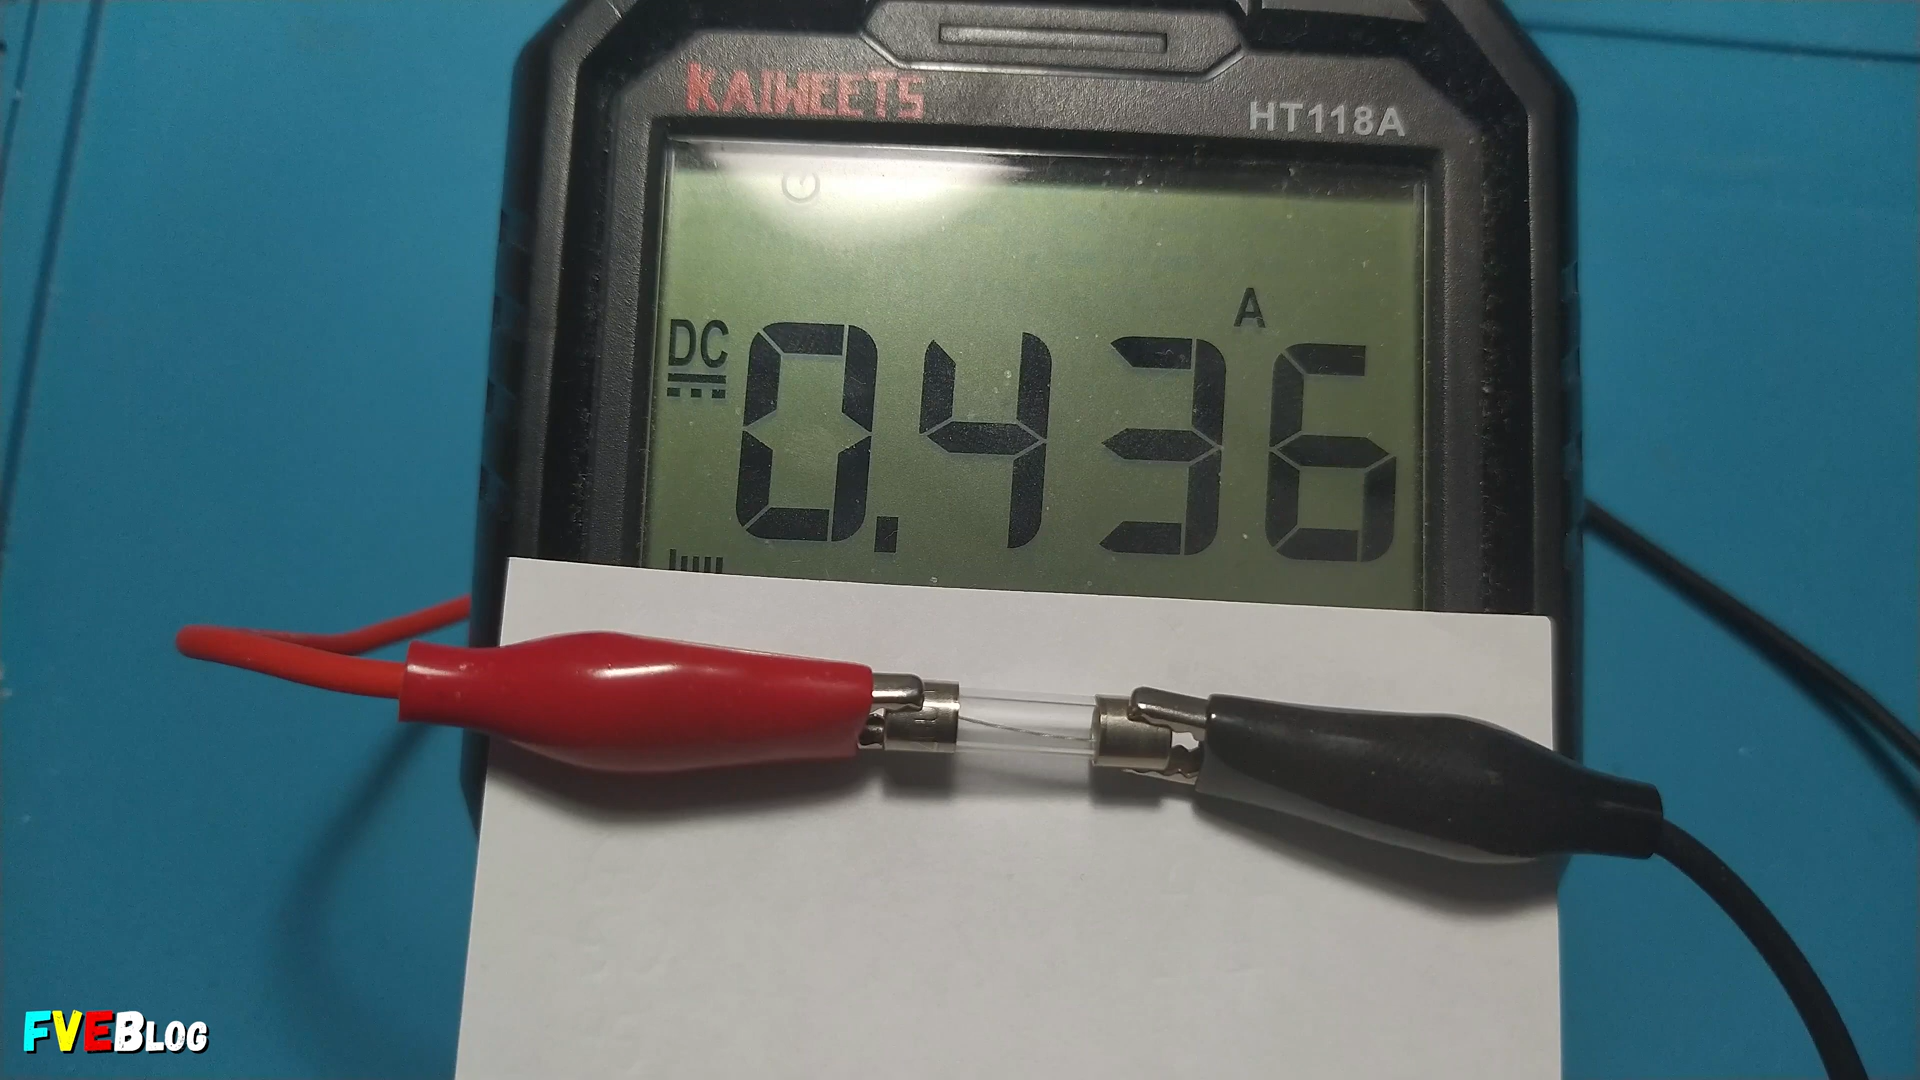 KAIWEETS
HT118A
A
DC
0.436
FVEBLOG